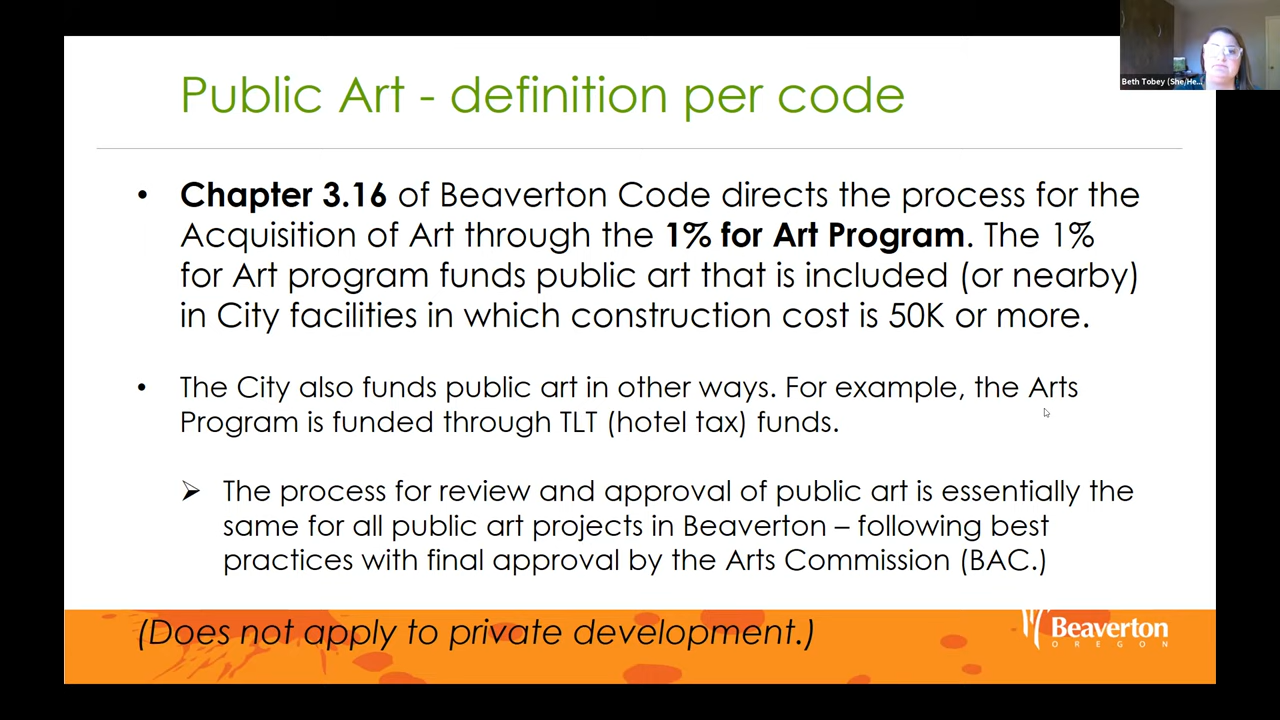 Beth Tobey (She/He...
Public Art - definition per code
• Chapter 3.16 of Beaverton Code directs the process for the
Acquisition of Art through the 1% for Art Program. The 1%
for Art program funds public art that is included (or nearby)
in City facilities in which construction cost is 50K or more.
• The City also funds public art in other ways. For example, the Arts
Program is funded through TLT (hotel tax) funds.
➢ The process for review and approval of public art is essentially the
same for all public art projects in Beaverton – following best
practices with final approval by the Arts Commission (BAC.)
(Does not apply to private development.)
Beaverton
OREGON